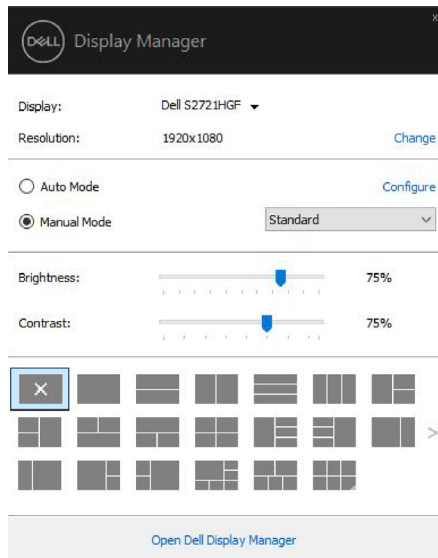 DELL Display Manager
Display: Dell S2721HGF
Resolution: 1920x1080 Change
Auto Mode Configure
Manual Mode Standard
Brightness: 75%
Contrast: 75%
Open Dell Display Manager